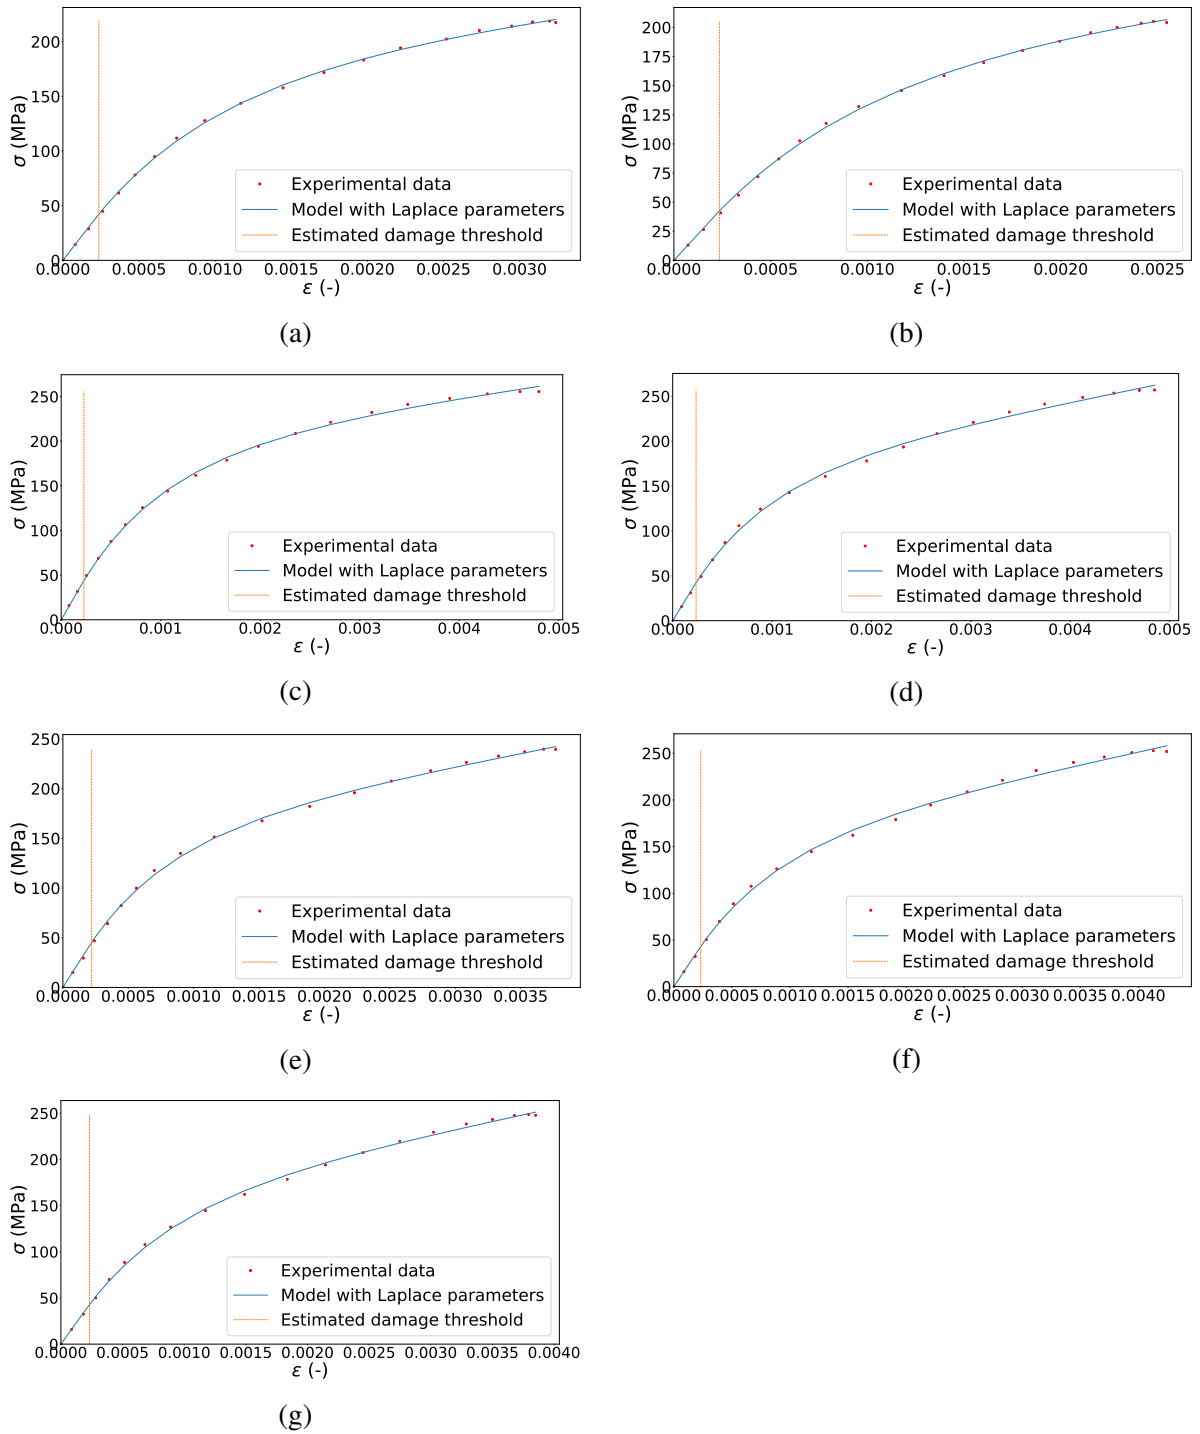 200
150
100
50
0
σ (MPa)
Experimental data
Model with Laplace parameters
Estimated damage threshold
0.0000 0.0005 0.0010 0.0015 0.0020 0.0025 0.0030
ε (-)
(a)
200
175
150
125
100
75
50
25
0
σ (MPa)
Experimental data
Model with Laplace parameters
Estimated damage threshold
0.0000 0.0005 0.0010 0.0015 0.0020 0.0025
ε (-)
(b)
250
200
150
100
50
0
σ (MPa)
Experimental data
Model with Laplace parameters
Estimated damage threshold
0.000 0.001 0.002 0.003 0.004 0.005
ε (-)
(c)
250
200
150
100
50
0
σ (MPa)
Experimental data
Model with Laplace parameters
Estimated damage threshold
0.000 0.001 0.002 0.003 0.004 0.005
ε (-)
(d)
250
200
150
100
50
0
σ (MPa)
Experimental data
Model with Laplace parameters
Estimated damage threshold
0.0000 0.0005 0.0010 0.0015 0.0020 0.0025 0.0030 0.0035
ε (-)
(e)
250
200
150
100
50
0
σ (MPa)
Experimental data
Model with Laplace parameters
Estimated damage threshold
0.0000 0.0005 0.0010 0.0015 0.0020 0.0025 0.0030 0.0035 0.0040
ε (-)
(f)
250
200
150
100
50
0
σ (MPa)
Experimental data
Model with Laplace parameters
Estimated damage threshold
0.0000 0.0005 0.0010 0.0015 0.0020 0.0025 0.0030 0.0035 0.0040
ε (-)
(g)